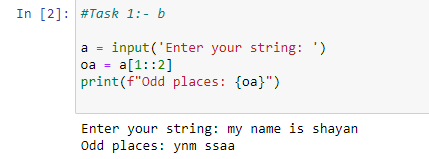 In [2]: #Task 1:- b
a = input('Enter your string: ')
oa = a[1::2]
print(f"Odd places: {oa}")
Enter your string: my name is shayan
Odd places: ynm ssaa